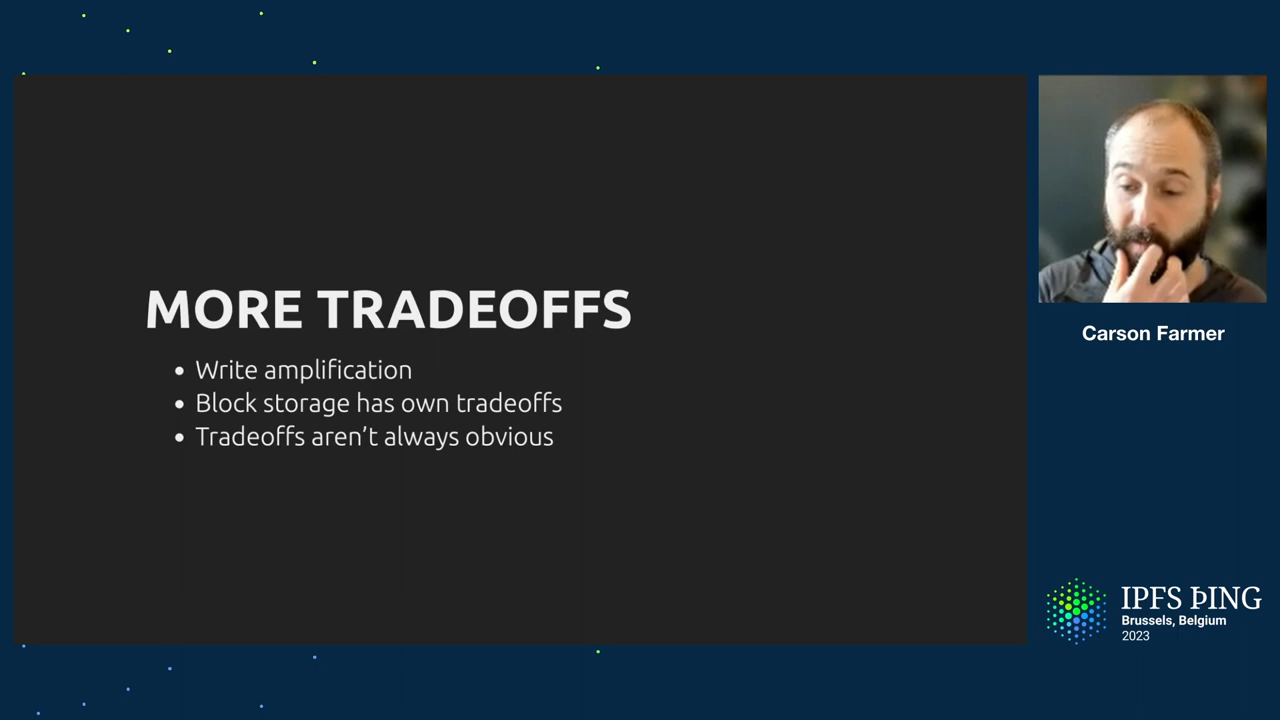 MORE TRADEOFFS
• Write amplification
• Block storage has own tradeoffs
• Tradeoffs aren’t always obvious
Carson Farmer
IPFS ÞING
Brussels, Belgium
2023